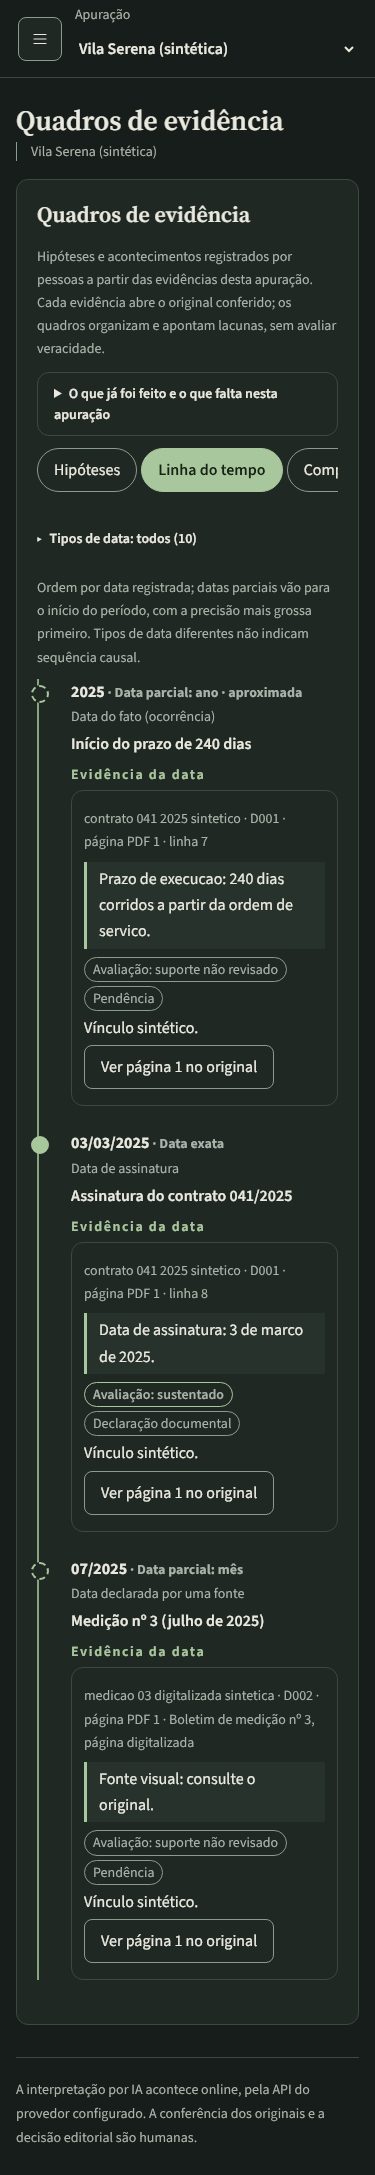 Apuração
Vila Serena (sintética)
Quadros de evidência
Vila Serena (sintética)
Quadros de evidência
Hipóteses e acontecimentos registrados por
pessoas a partir das evidências desta apuração.
Cada evidência abre o original conferido; os
quadros organizam e apontam lacunas, sem avaliar
veracidade.
O que já foi feito e o que falta nesta
apuração
Hipóteses Linha do tempo
Tipos de data: todos (10)
Ordem por data registrada; datas parciais vão para
o início do período, com a precisão mais grossa
primeiro. Tipos de data diferentes não indicam
sequência causal.
2025 · Data parcial: ano · aproximada
Data do fato (ocorrência)
Início do prazo de 240 dias
Evidência da data
contrato 041 2025 sintetico · D001 ·
página PDF 1 · linha 7
Prazo de execucao: 240 dias
corridos a partir da ordem de
servico.
Avaliação: suporte não revisado
Pendência
Vínculo sintético.
Ver página 1 no original
03/03/2025 · Data exata
Data de assinatura
Assinatura do contrato 041/2025
Evidência da data
contrato 041 2025 sintetico · D001 ·
página PDF 1 · linha 8
Data de assinatura: 3 de marco
de 2025.
Avaliação: sustentado
Declaração documental
Vínculo sintético.
Ver página 1 no original
07/2025 · Data parcial: mês
Data declarada por uma fonte
Medição nº 3 (julho de 2025)
Evidência da data
medicao 03 digitalizada sintetica · D002 ·
página PDF 1 · Boletim de medição nº 3,
página digitalizada
Fonte visual: consulte o
original.
Avaliação: suporte não revisado
Pendência
Vínculo sintético.
Ver página 1 no original
A interpretação por IA acontece online, pela API do
provedor configurado. A conferência dos originais e a
decisão editorial são humanas.